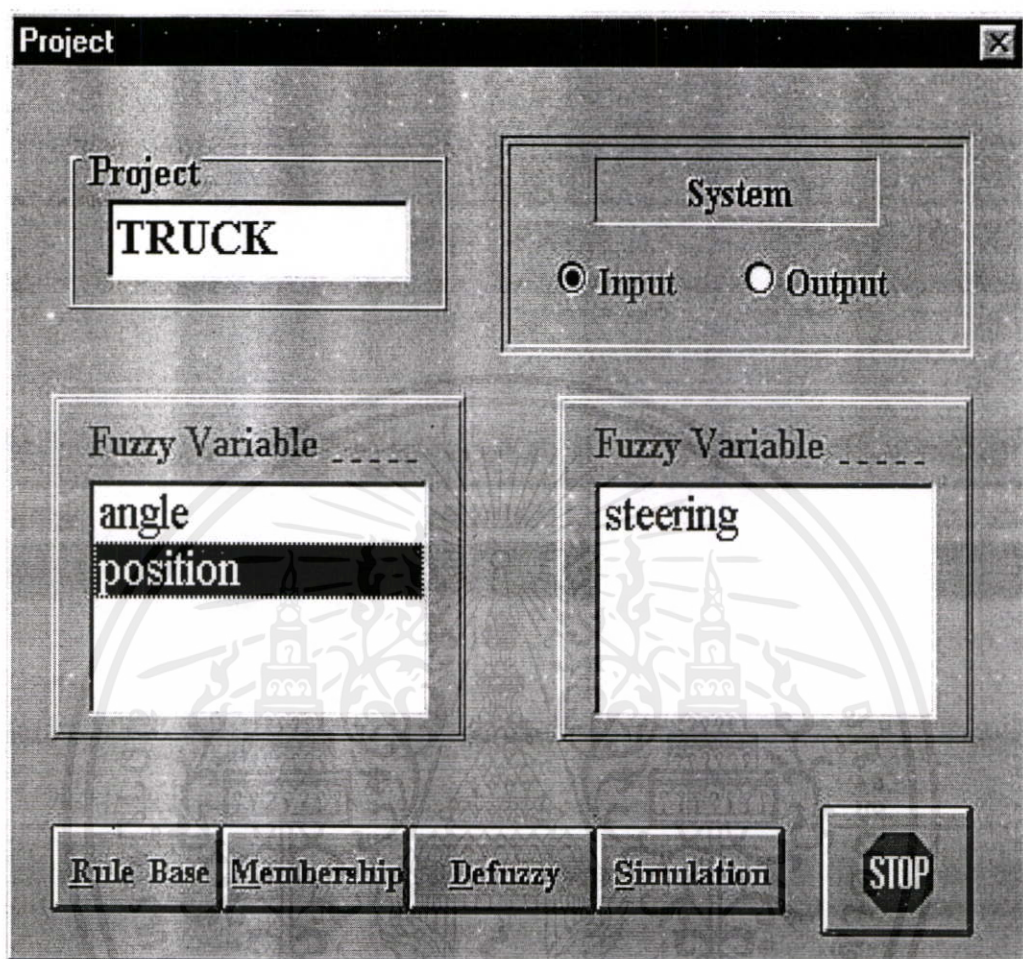 Project
Project
TRUCK
System
Input
Output
Fuzzy Variable -----
angle
position
Fuzzy Variable -----
steering
Rule Base
Membership
Defuzzy
Simulation
STOP